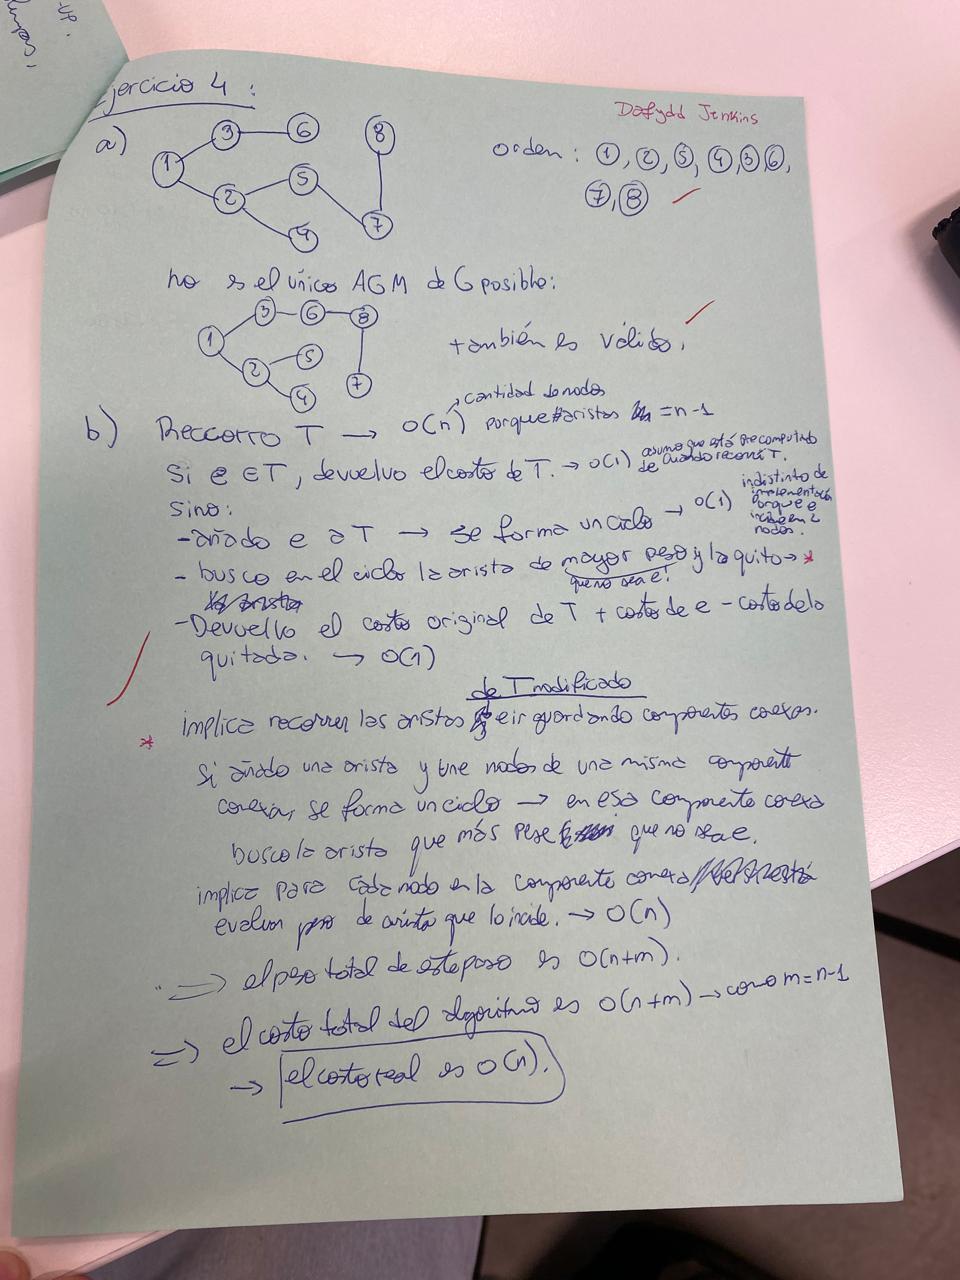 up.
Ejercicio 4:
Dafydd Jenkins
a)
1 3 6 2 5 4 7 8
orden: 1, 2, 5, 4, 3 6,
7, 8
no es el único AGM de G posible:
1 3 6 8 2 5 4 7
también es válido.
cantidad de nodos
b) Reccorro T → O(n) porque #aristas = n-1
Si e ∈ T, devuelvo el costo de T. → O(1) asumo que está precomputado
de cuando recorrí T.
sino:
- añado e a T → se forma un ciclo → O(1) indistinto de
implementación
porque e
incide en 2
nodos.
- busco en el ciclo la arista de mayor peso y la quito → *
que no sea e!
- Devuelvo el costo original de T + costo de e - costo de la
quitada. → O(1)
de T modificado
* implica recorrer las aristas e ir guardando componentes conexas.
Si añado una arista y une nodos de una misma componente
conexa, se forma un ciclo → en esa componente conexa
busco la arista que más pese que no sea e.
implica para cada nodo en la componente conexa
evaluar peso de arista que lo incide. → O(n)
⇒ el peso total de este paso es O(n+m).
⇒ el costo total del algoritmo es O(n+m) → como m = n-1
→ el costo real es O(n).